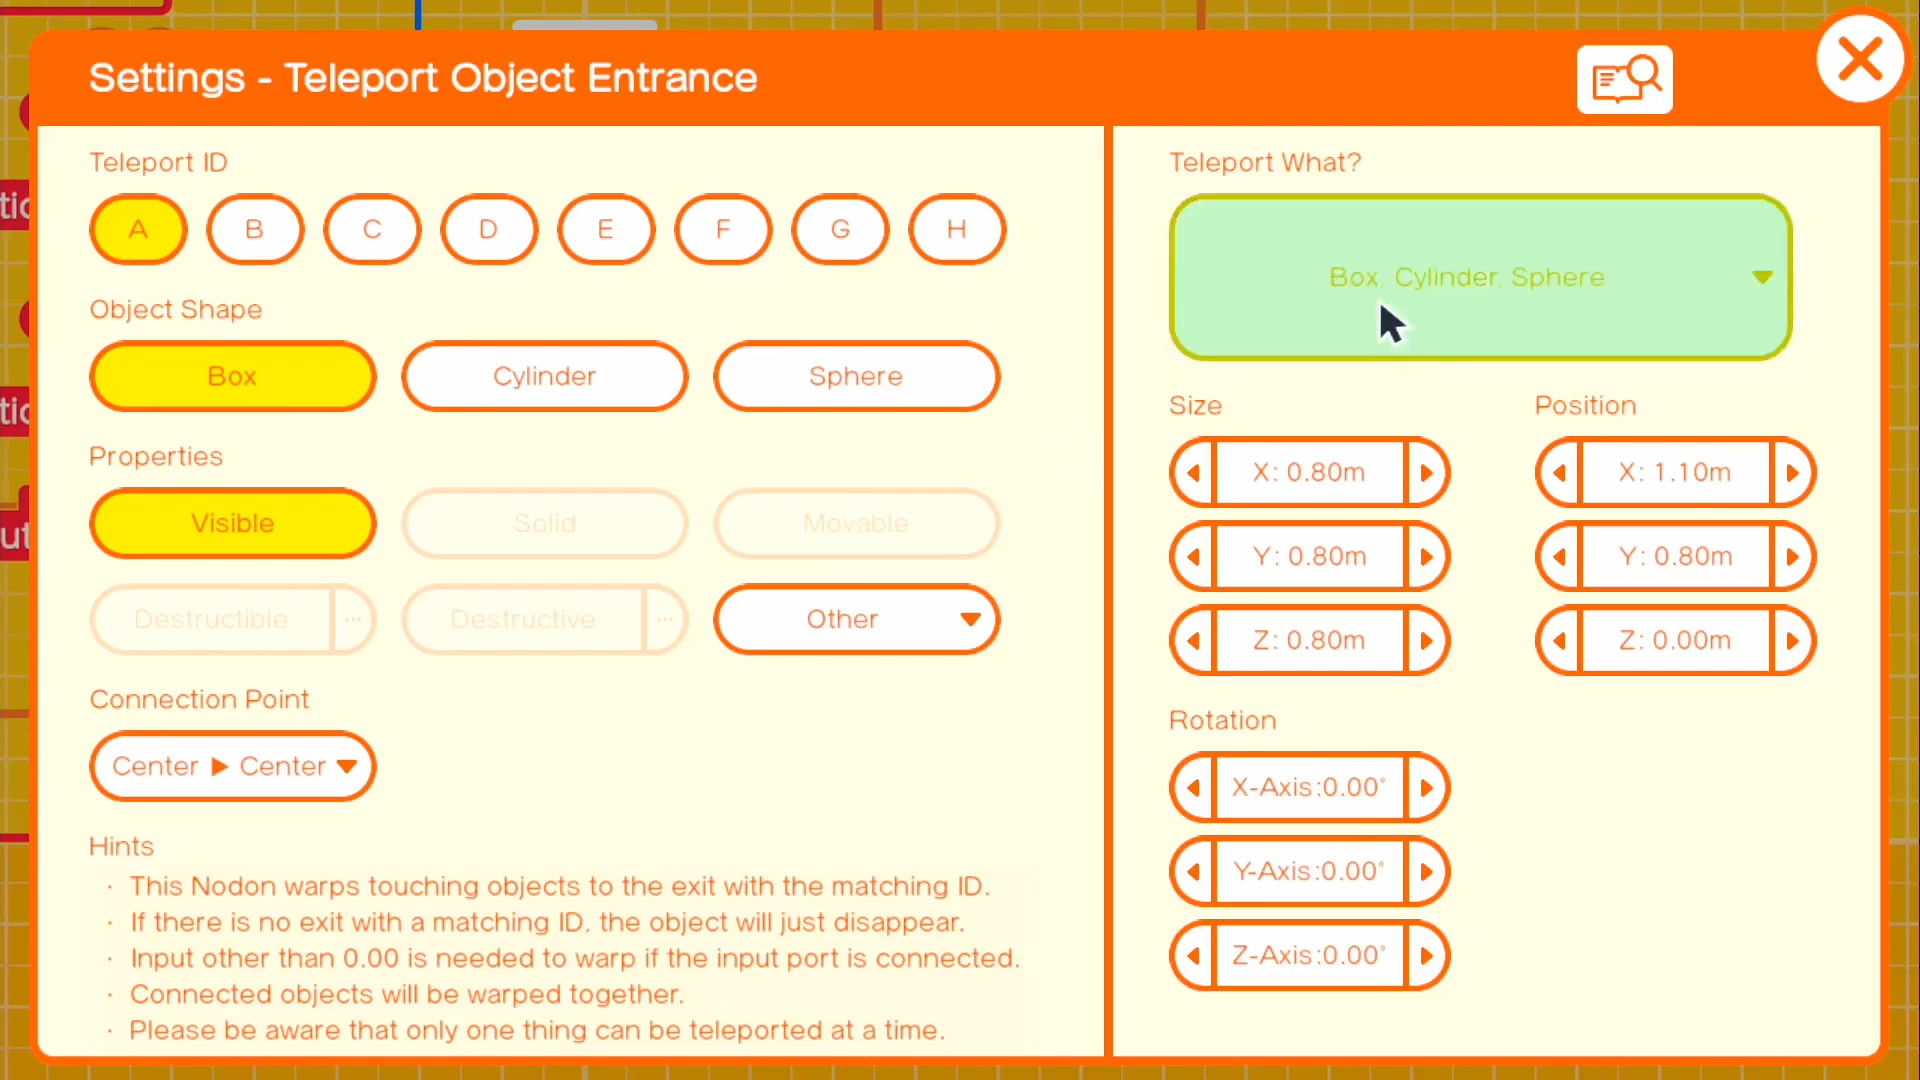 Settings - Teleport Object Entrance
Teleport ID
A B C D E F G H
Object Shape
Box Cylinder Sphere
Properties
Visible Solid Movable
Destructible ... Destructive ... Other
Connection Point
Center ▶ Center
Hints
· This Nodon warps touching objects to the exit with the matching ID.
· If there is no exit with a matching ID, the object will just disappear.
· Input other than 0.00 is needed to warp if the input port is connected.
· Connected objects will be warped together.
· Please be aware that only one thing can be teleported at a time.
Teleport What?
Box, Cylinder, Sphere
Size Position
X: 0.80m X: 1.10m
Y: 0.80m Y: 0.80m
Z: 0.80m Z: 0.00m
Rotation
X-Axis:0.00°
Y-Axis:0.00°
Z-Axis:0.00°